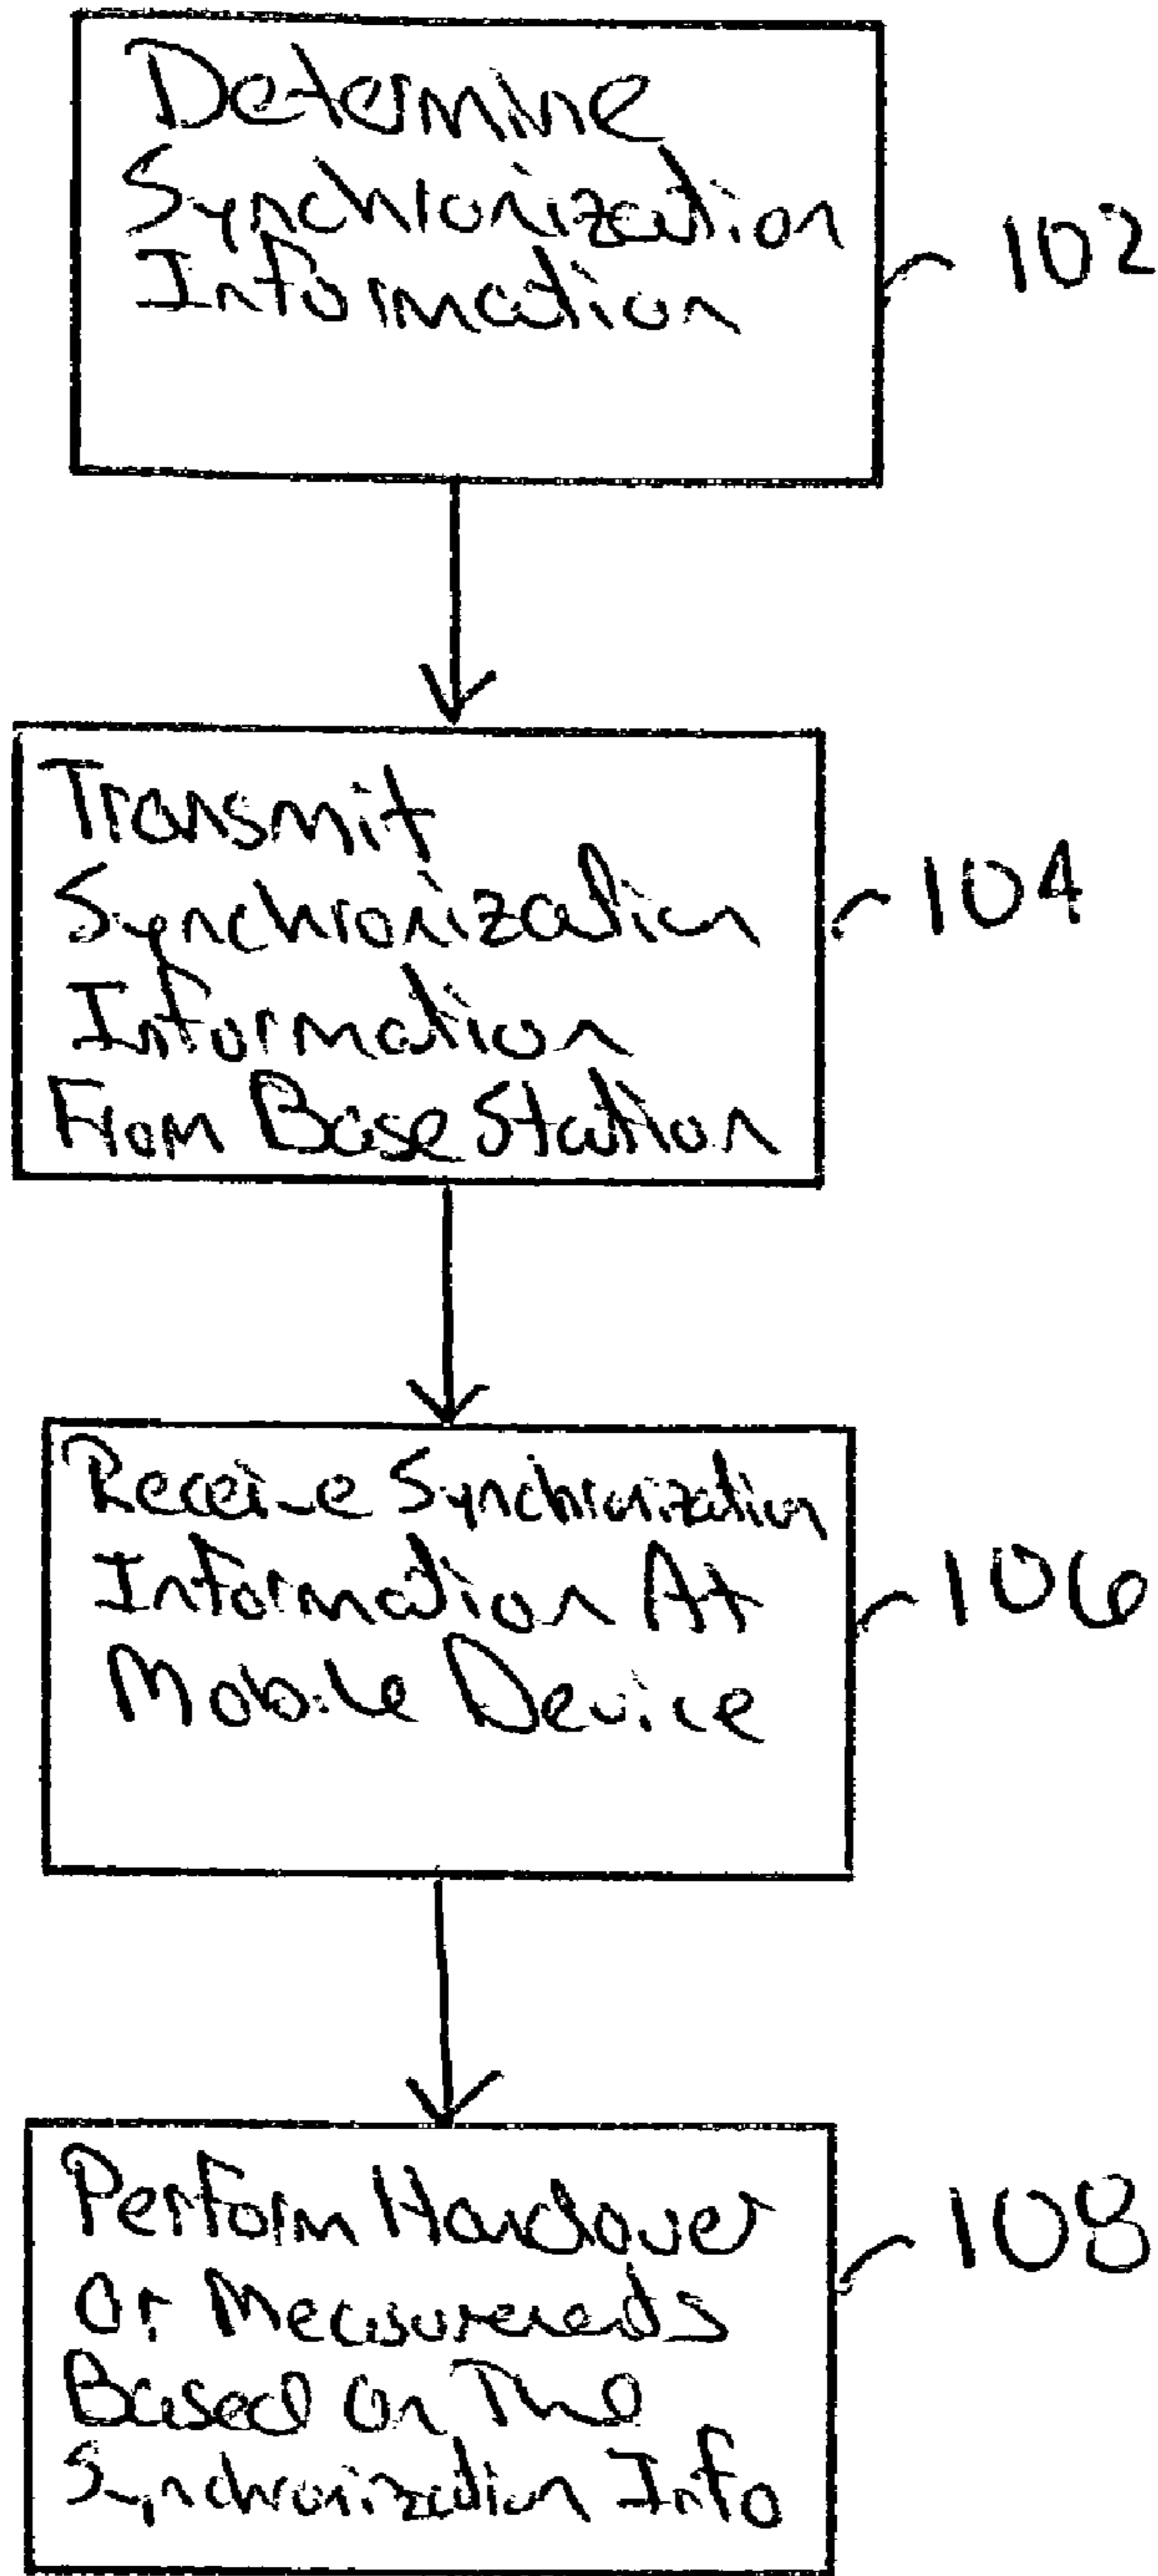 Determine
Synchronization
Information
102
Transmit
Synchronization
Information
From Base Station
104
Receive Synchronization
Information At
Mobile Device
106
Perform Handover
Or Measurements
Based On The
Synchronization Info
108